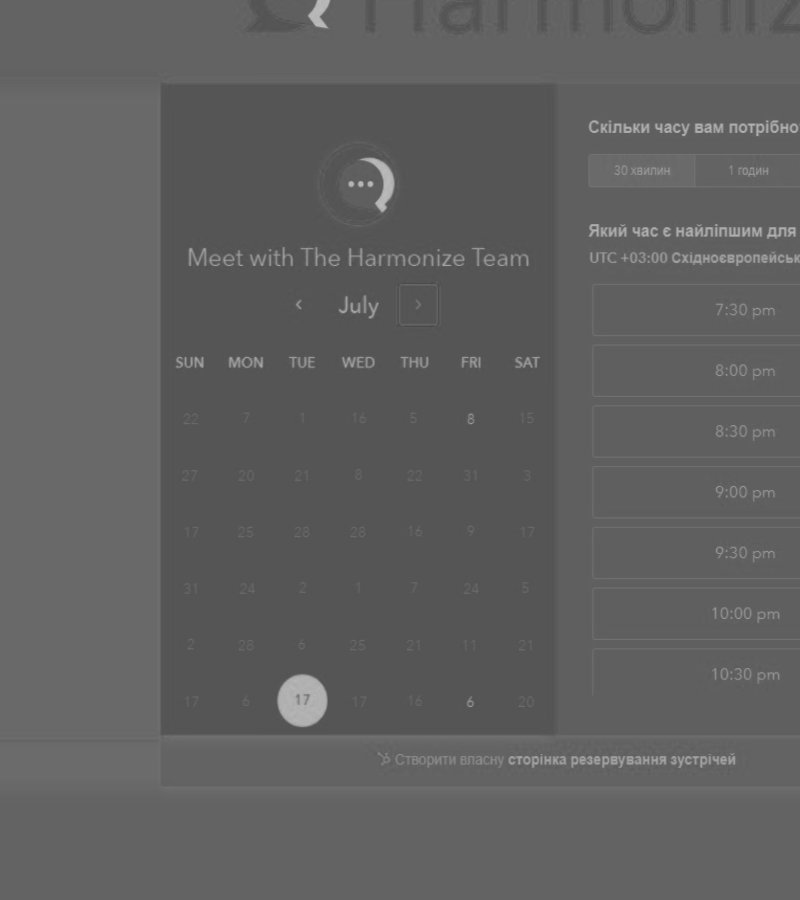 Harmoniz
Meet with The Harmonize Team
July
SUN MON TUE WED THU FRI SAT
22 7 1 16 5 8 15
27 20 21 8 22 31 3
17 25 28 28 16 9 17
31 24 2 1 7 24 5
2 28 6 25 21 11 21
17 6 17 17 16 6 20
Скільки часу вам потрібно
30 хвилин 1 годин
Який час є найліпшим для
UTC +03:00 Східноєвропейськ
7:30 pm
8:00 pm
8:30 pm
9:00 pm
9:30 pm
10:00 pm
10:30 pm
Створити власну сторінка резервування зустрічей